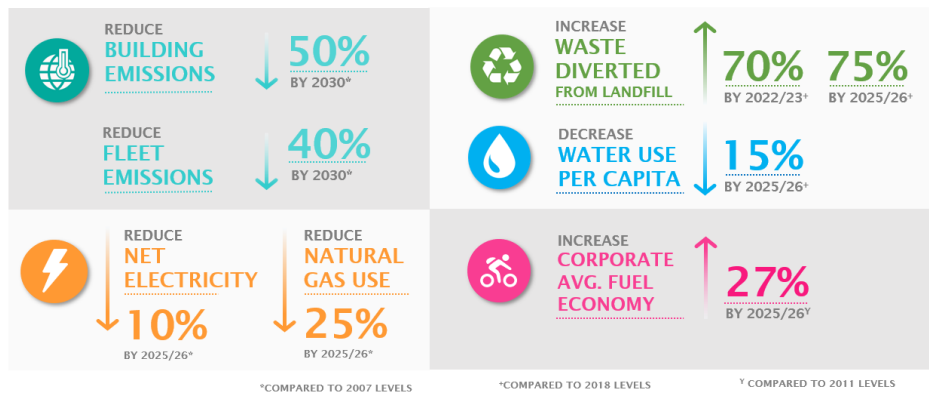 REDUCE
BUILDING
EMISSIONS
50%
BY 2030*
REDUCE
FLEET
EMISSIONS
40%
BY 2030*
INCREASE
WASTE
DIVERTED
FROM LANDFILL
70%
BY 2022/23+
75%
BY 2025/26+
DECREASE
WATER USE
PER CAPITA
15%
BY 2025/26+
REDUCE
NET
ELECTRICITY
10%
BY 2025/26*
REDUCE
NATURAL
GAS USE
25%
BY 2025/26*
INCREASE
CORPORATE
AVG. FUEL
ECONOMY
27%
BY 2025/26Y
*COMPARED TO 2007 LEVELS
+COMPARED TO 2018 LEVELS
Y COMPARED TO 2011 LEVELS